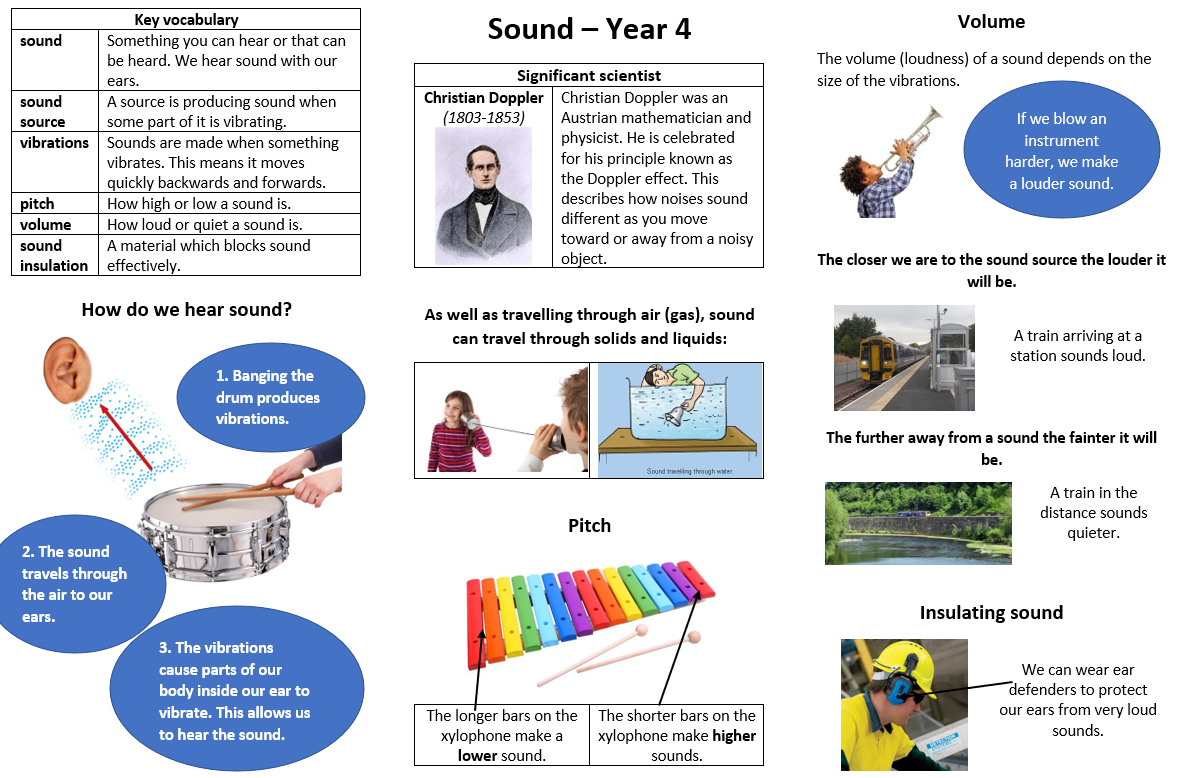 Key vocabulary
sound
Something you can hear or that can
be heard. We hear sound with our
ears.
sound
source
A source is producing sound when
some part of it is vibrating.
vibrations
Sounds are made when something
vibrates. This means it moves
quickly backwards and forwards.
pitch
How high or low a sound is.
volume
How loud or quiet a sound is.
sound
insulation
A material which blocks sound
effectively.
How do we hear sound?
1. Banging the
drum produces
vibrations.
2. The sound
travels through
the air to our
ears.
3. The vibrations
cause parts of our
body inside our ear to
vibrate. This allows us
to hear the sound.
Sound – Year 4
Significant scientist
Christian Doppler
(1803-1853)
Christian Doppler was an
Austrian mathematician and
physicist. He is celebrated
for his principle known as
the Doppler effect. This
describes how noises sound
different as you move
toward or away from a noisy
object.
As well as travelling through air (gas), sound
can travel through solids and liquids:
Sound travelling through water
Pitch
The longer bars on the
xylophone make a
lower sound.
The shorter bars on the
xylophone make higher
sounds.
Volume
The volume (loudness) of a sound depends on the
size of the vibrations.
If we blow an
instrument
harder, we make
a louder sound.
The closer we are to the sound source the louder it
will be.
A train arriving at a
station sounds loud.
The further away from a sound the fainter it will
be.
A train in the
distance sounds
quieter.
Insulating sound
We can wear ear
defenders to protect
our ears from very loud
sounds.